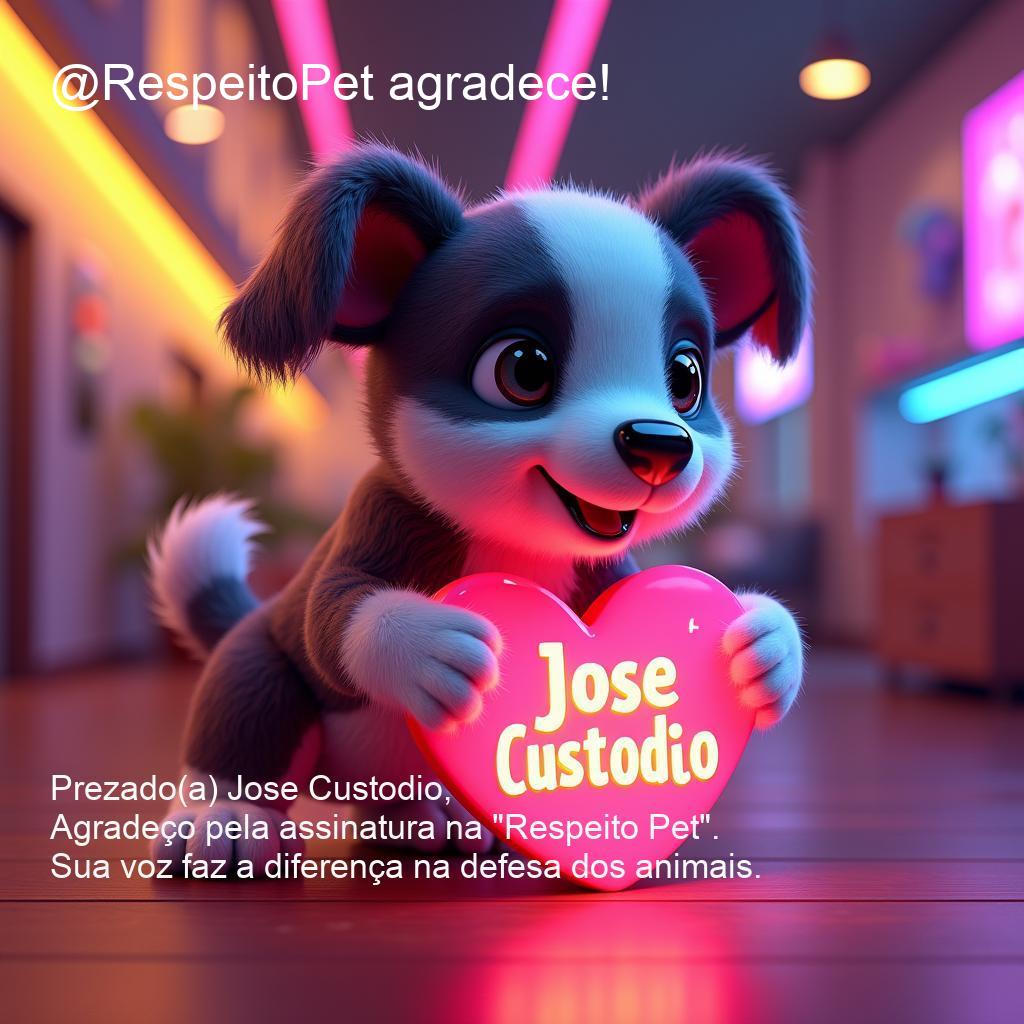 @RespeitoPet agradece!
Jose
Custodio
Prezado(a) Jose Custodio,
Agradeço pela assinatura na "Respeito Pet".
Sua voz faz a diferença na defesa dos animais.